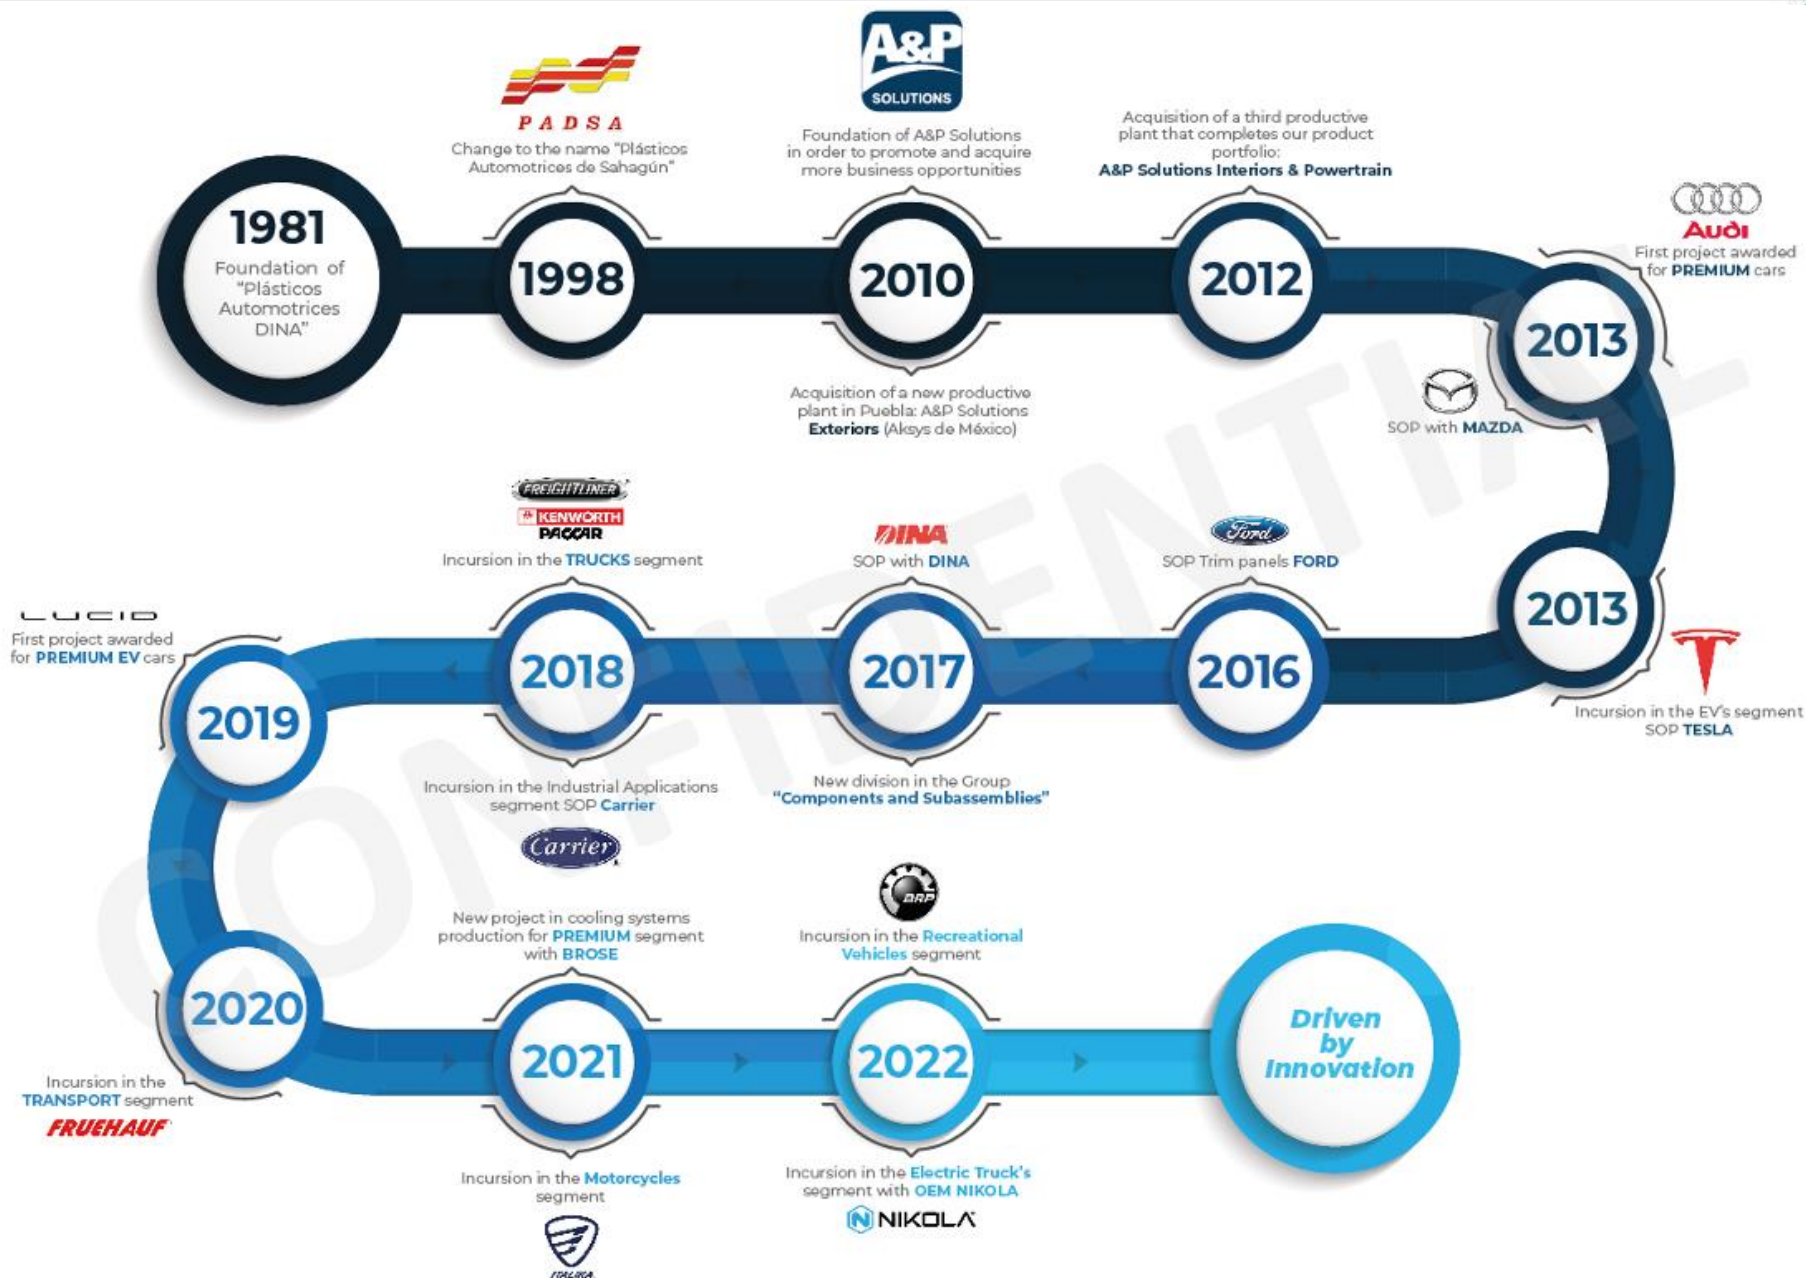 PADSA
Change to the name "Plásticos
Automotrices de Sahagún"
A&P
SOLUTIONS
Foundation of A&P Solutions
in order to promote and acquire
more business opportunities
Acquisition of a third productive
plant that completes our product
portfolio:
A&P Solutions Interiors & Powertrain
1981
Foundation of
"Plásticos
Automotrices
DINA"
1998
2010
2012
Audi
First project awarded
for PREMIUM cars
2013
SOP with MAZDA
Acquisition of a new productive
plant in Puebla: A&P Solutions
Exteriors (Aksys de México)
FREIGHTLINER
KENWORTH
PACCAR
Incursion in the TRUCKS segment
DINA
SOP with DINA
Ford
SOP Trim panels FORD
2013
Incursion in the EV's segment
SOP TESLA
2016
2017
New division in the Group
"Components and Subassemblies"
2018
Incursion in the Industrial Applications
segment SOP Carrier
Carrier
LUCID
First project awarded
for PREMIUM EV cars
2019
2020
Incursion in the
TRANSPORT segment
FRUEHAUF
New project in cooling systems
production for PREMIUM segment
with BROSE
2021
Incursion in the Motorcycles
segment
ITALIKA
BRP
Incursion in the Recreational
Vehicles segment
2022
Incursion in the Electric Truck's
segment with OEM NIKOLA
NIKOLA
Driven
by
Innovation
CONFIDENTIAL